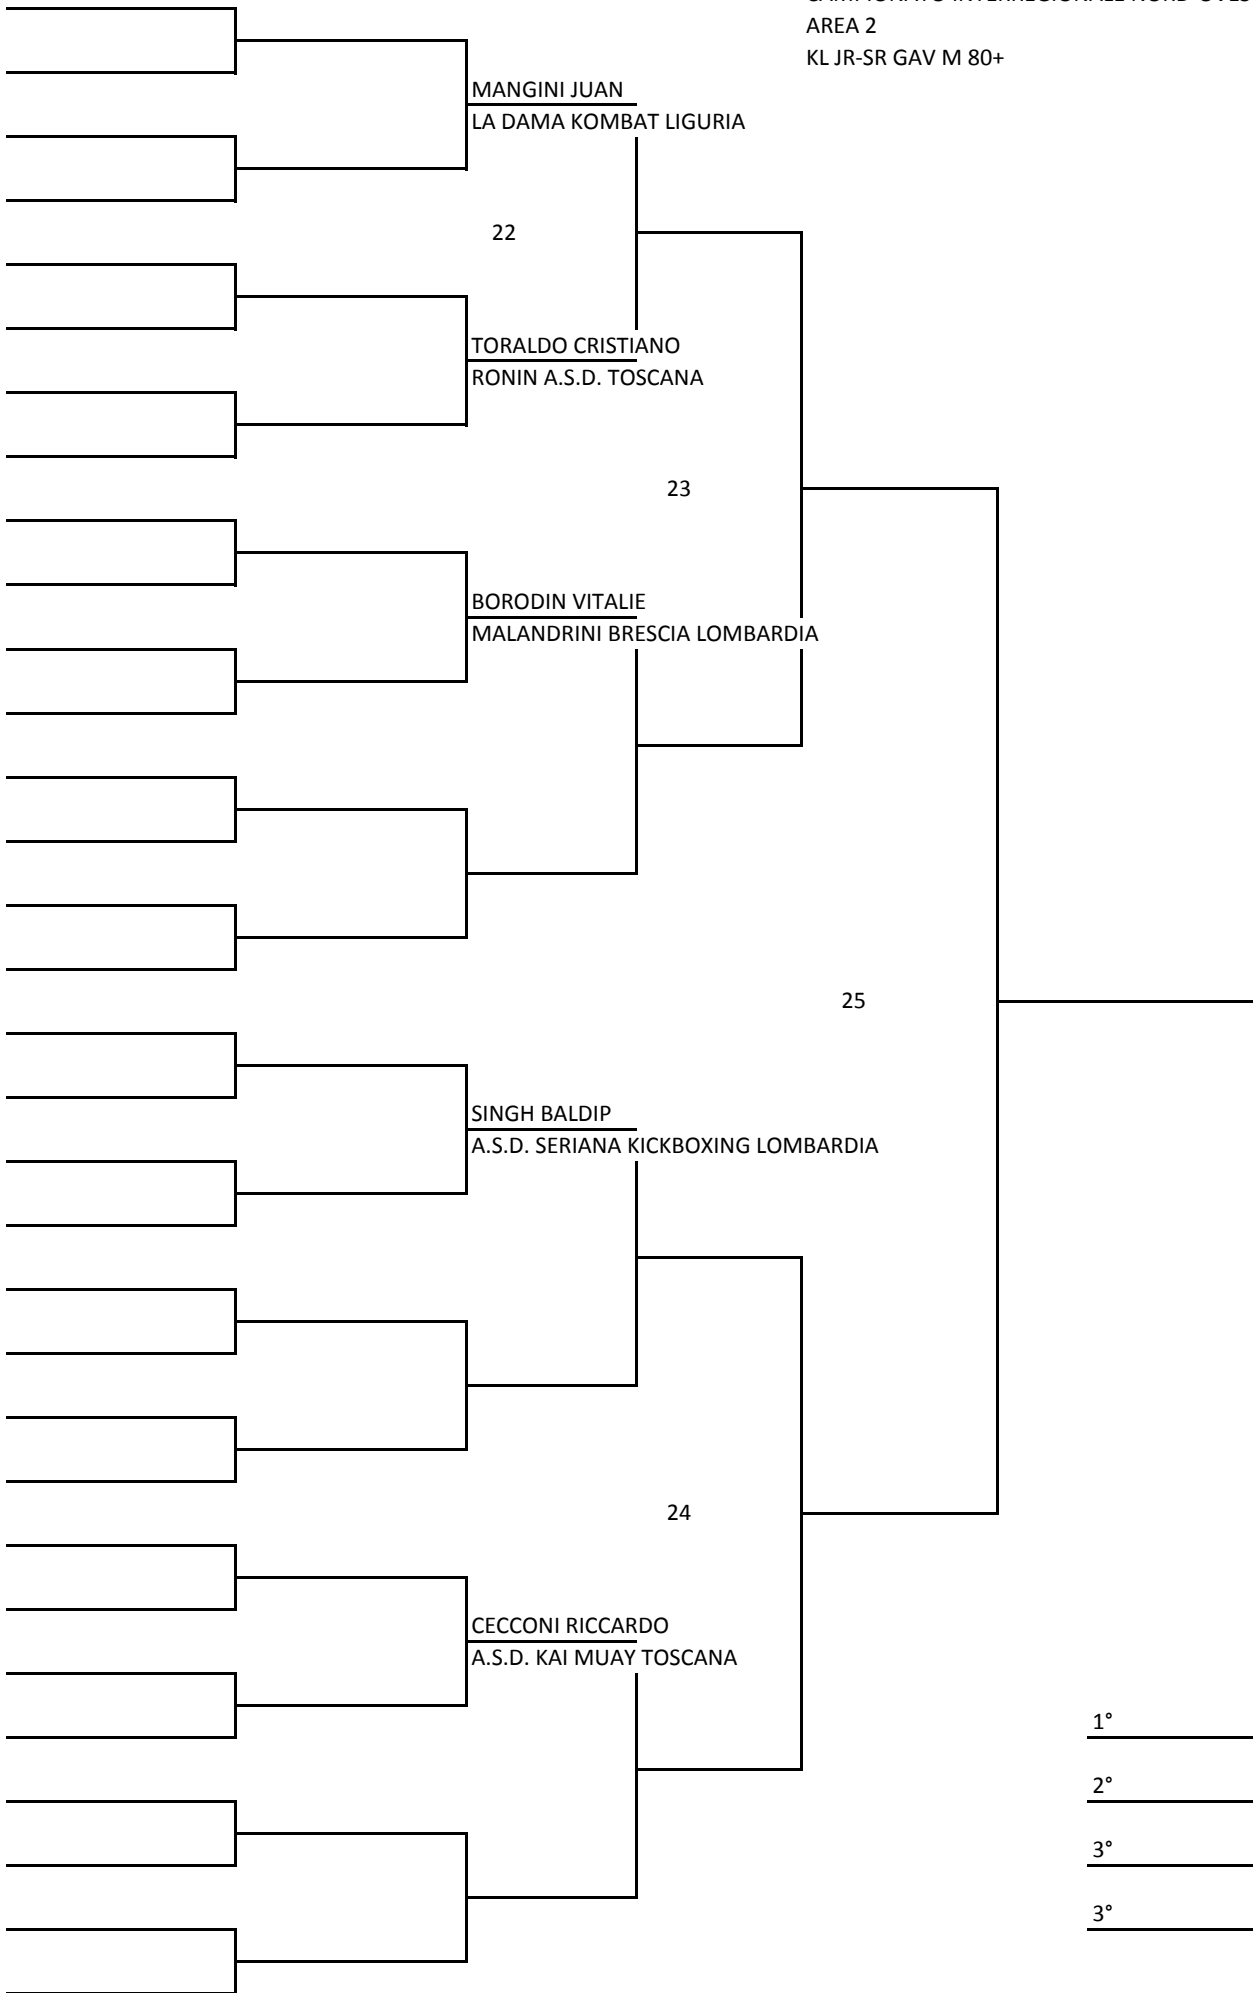 AREA 2
KL JR-SR GAV M 80+
MANGINI JUAN
LA DAMA KOMBAT LIGURIA
22
TORALDO CRISTIANO
RONIN A.S.D. TOSCANA
23
BORODIN VITALIE
MALANDRINI BRESCIA LOMBARDIA
25
SINGH BALDIP
A.S.D. SERIANA KICKBOXING LOMBARDIA
24
CECCONI RICCARDO
A.S.D. KAI MUAY TOSCANA
1°
2°
3°
3°